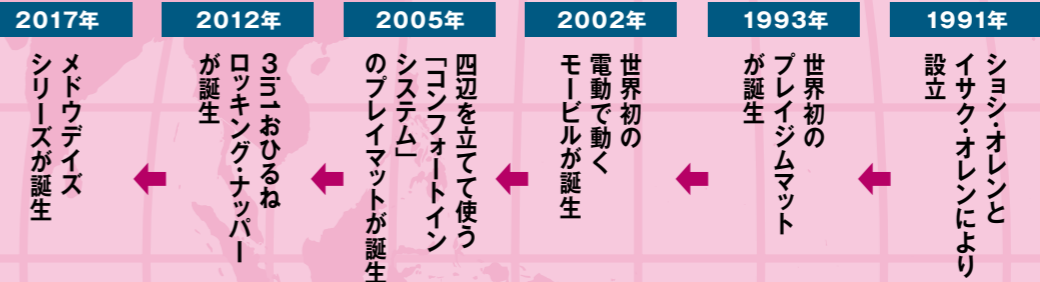 1991年
ショシ・オレンと
イサク・オレンにより
設立
1993年
世界初の
プレイジムマット
が誕生
2002年
世界初の
電動で動く
モービルが誕生
2005年
四辺を立てて使う
「コンフォートイン
システム」
のプレイマットが誕生
2012年
3in1おひるね
ロッキング・ナッパー
が誕生
2017年
メドウデイズ
シリーズが誕生